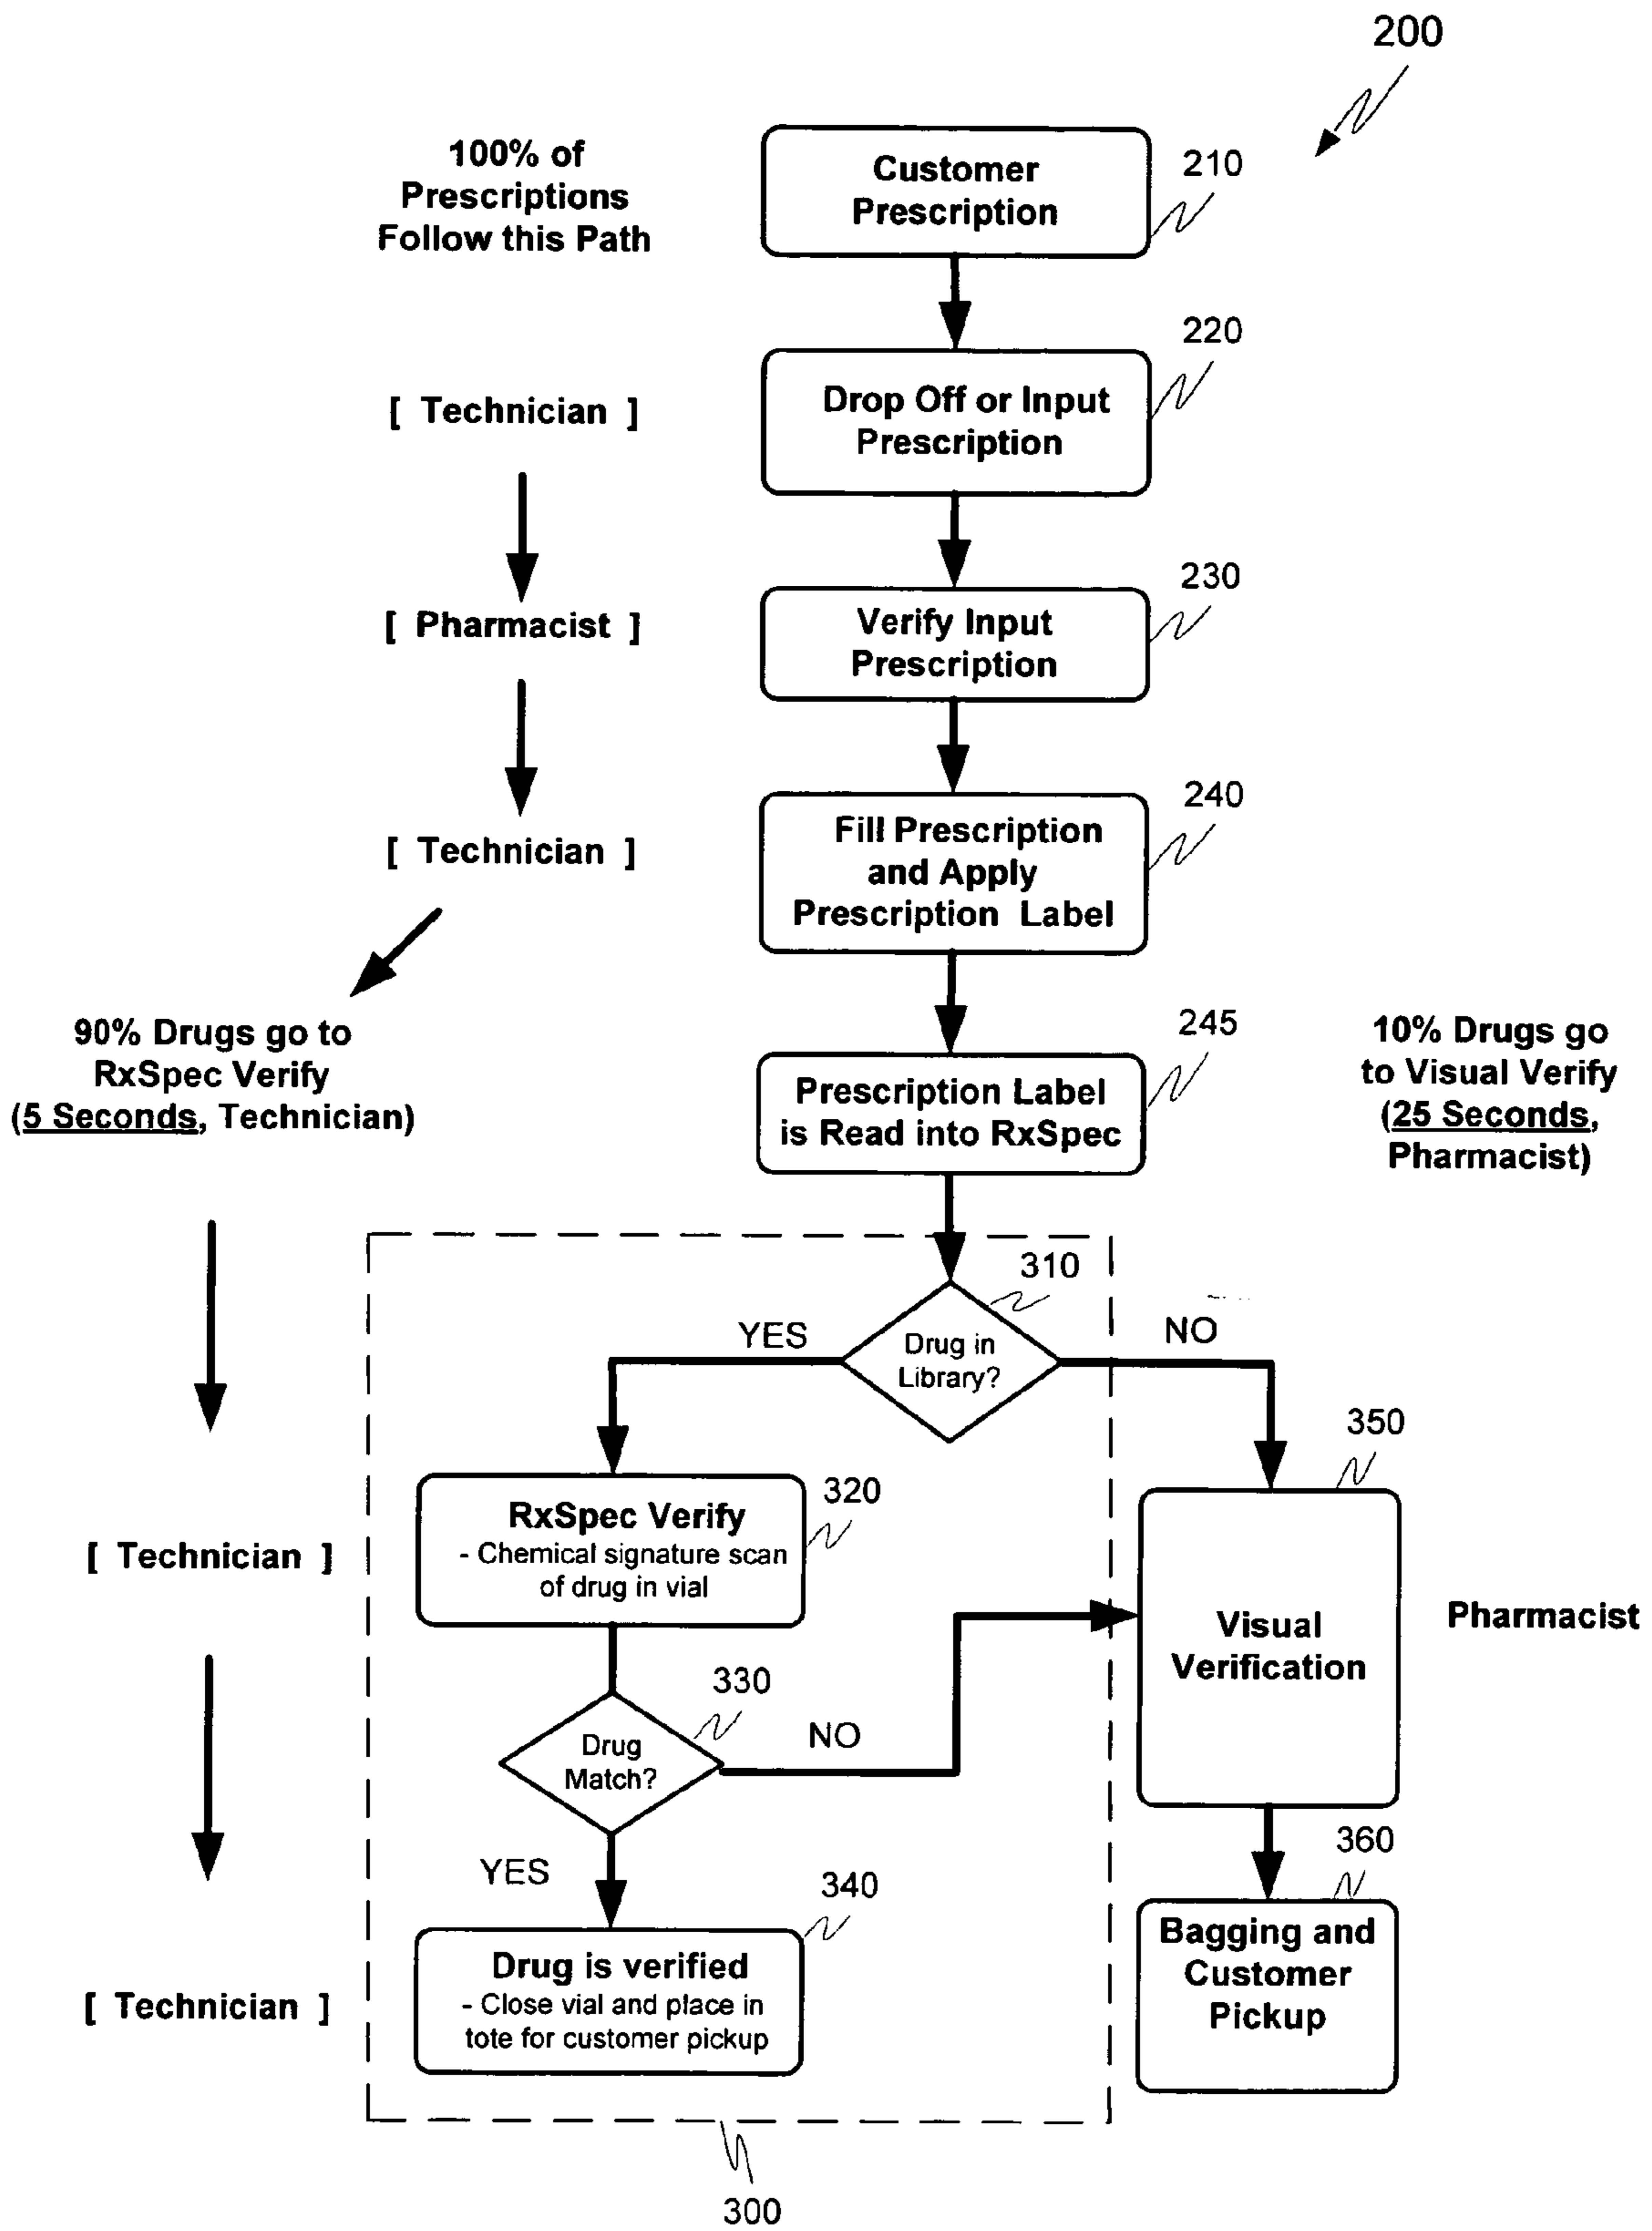 200
100% of
Prescriptions
Follow this Path
Customer
Prescription
210
[ Technician ]
Drop Off or Input
Prescription
220
[ Pharmacist ]
Verify Input
Prescription
230
[ Technician ]
Fill Prescription
and Apply
Prescription Label
240
90% Drugs go to
RxSpec Verify
(5 Seconds, Technician)
Prescription Label
is Read into RxSpec
245
10% Drugs go
to Visual Verify
(25 Seconds,
Pharmacist)
310
Drug in
Library?
YES
NO
350
[ Technician ]
RxSpec Verify
- Chemical signature scan
of drug in vial
320
Visual
Verification
Pharmacist
330
Drug
Match?
NO
YES
360
340
[ Technician ]
Drug is verified
- Close vial and place in
tote for customer pickup
Bagging and
Customer
Pickup
300